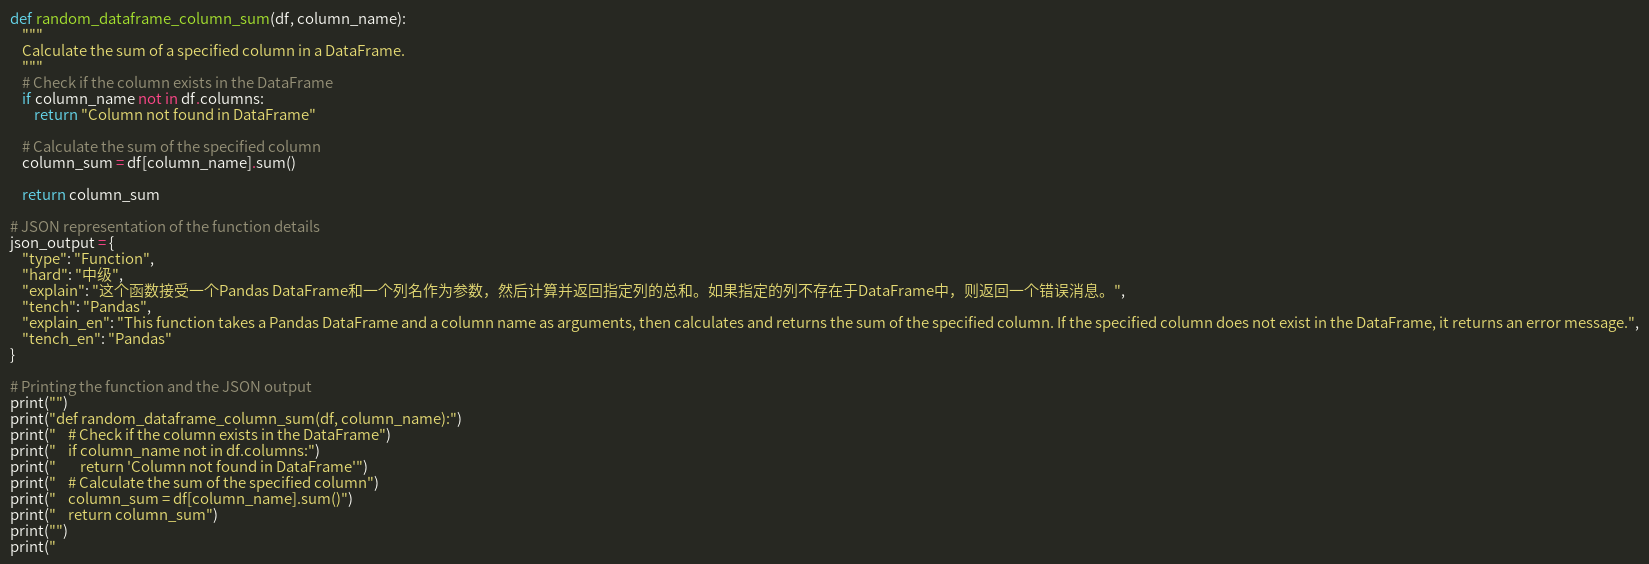 def random_dataframe_column_sum(df, column_name):
    """
    Calculate the sum of a specified column in a DataFrame.
    """
    # Check if the column exists in the DataFrame
    if column_name not in df.columns:
        return "Column not found in DataFrame"

    # Calculate the sum of the specified column
    column_sum = df[column_name].sum()

    return column_sum

# JSON representation of the function details
json_output = {
    "type": "Function",
    "hard": "中级",
    "explain": "这个函数接受一个Pandas DataFrame和一个列名作为参数，然后计算并返回指定列的总和。如果指定的列不存在于DataFrame中，则返回一个错误消息。",
    "tench": "Pandas",
    "explain_en": "This function takes a Pandas DataFrame and a column name as arguments, then calculates and returns the sum of the specified column. If the specified column does not exist in the DataFrame, it returns an error message.",
    "tench_en": "Pandas"
}

# Printing the function and the JSON output
print("")
print("def random_dataframe_column_sum(df, column_name):")
print("    # Check if the column exists in the DataFrame")
print("    if column_name not in df.columns:")
print("        return 'Column not found in DataFrame'")
print("    # Calculate the sum of the specified column")
print("    column_sum = df[column_name].sum()")
print("    return column_sum")
print("")
print("